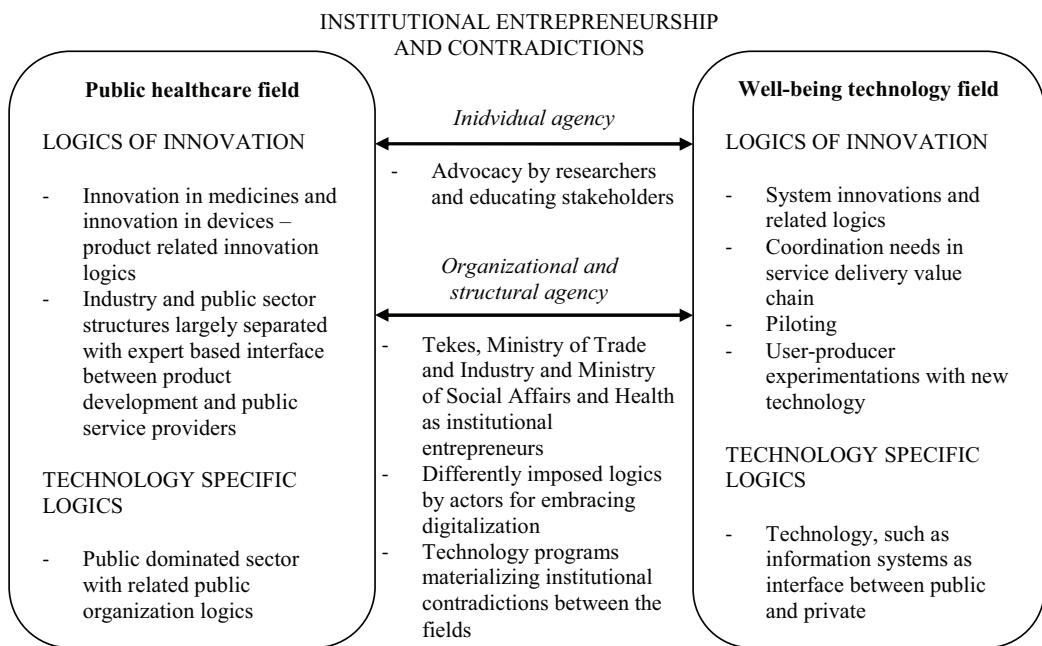 INSTITUTIONAL ENTREPRENEURSHIP
AND CONTRADICTIONS
Public healthcare field
LOGICS OF INNOVATION
- Innovation in medicines and
innovation in devices –
product related innovation
logics
- Industry and public sector
structures largely separated
with expert based interface
between product
development and public
service providers
TECHNOLOGY SPECIFIC
LOGICS
- Public dominated sector
with related public
organization logics
Inidividual agency
- Advocacy by researchers
and educating stakeholders
Organizational and
structural agency
- Tekes, Ministry of Trade
and Industry and Ministry
of Social Affairs and Health
as institutional
entrepreneurs
- Differently imposed logics
by actors for embracing
digitalization
- Technology programs
materializing institutional
contradictions between the
fields
Well-being technology field
LOGICS OF INNOVATION
- System innovations and
related logics
- Coordination needs in
service delivery value
chain
- Piloting
- User-producer
experimentations with new
technology
TECHNOLOGY SPECIFIC
LOGICS
- Technology, such as
information systems as
interface between public
and private